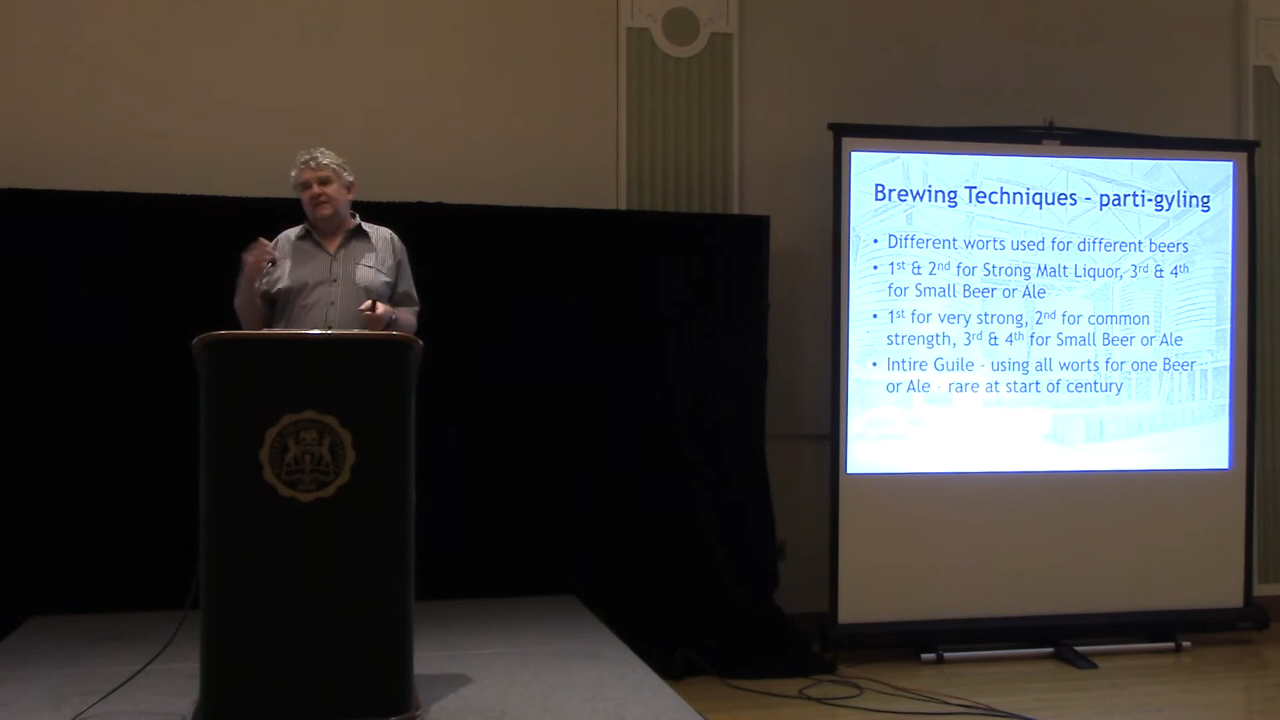 Brewing Techniques - parti-gyling
• Different worts used for different beers
• 1st & 2nd for Strong Malt Liquor, 3rd & 4th
for Small Beer or Ale
• 1st for very strong, 2nd for common
strength, 3rd & 4th for Small Beer or Ale
• Intire Guile - using all worts for one Beer
or Ale - rare at start of century